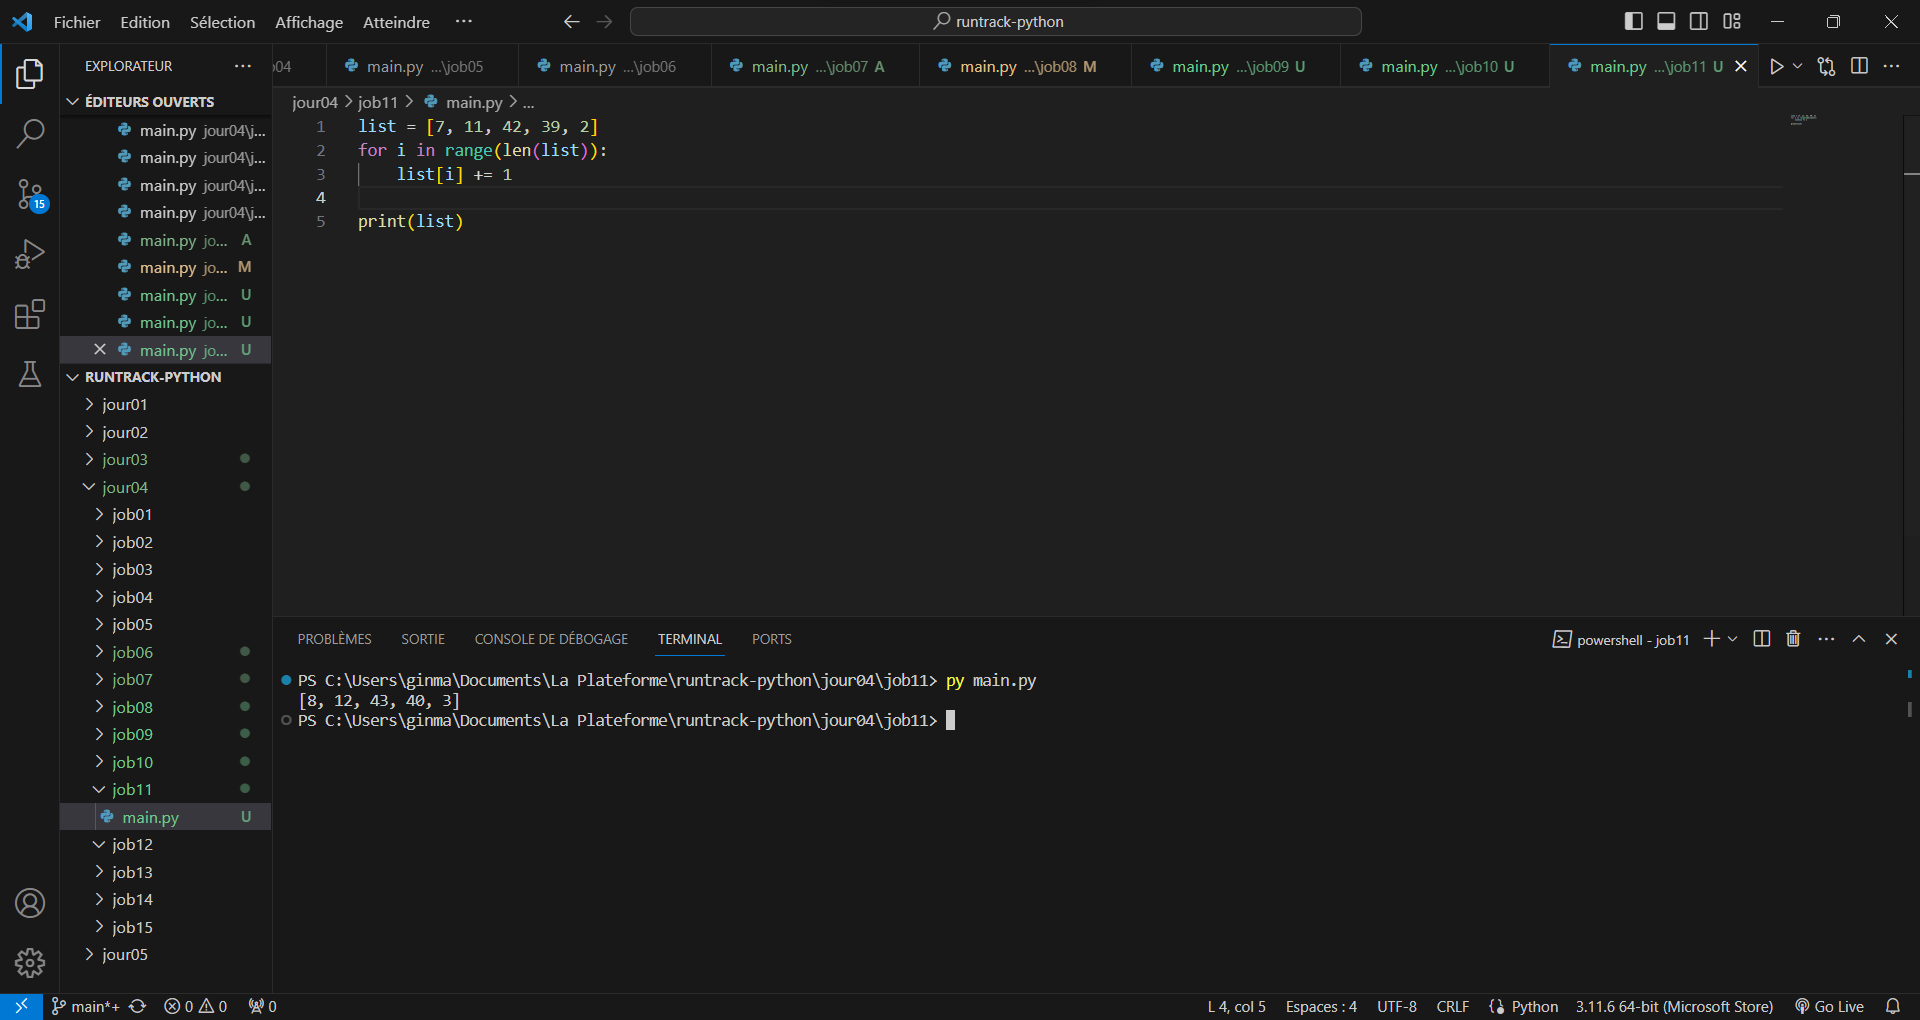 Fichier Edition Sélection Affichage Atteindre ··· runtrack-python
EXPLORATEUR ···
04 main.py ...\job05 main.py ...\job06 main.py ...\job07 A main.py ...\job08 M main.py ...\job09 U main.py ...\job10 U main.py ...\job11 U
ÉDITEURS OUVERTS
main.py jour04\j...
main.py jour04\j...
main.py jour04\j...
main.py jour04\j...
main.py jo... A
main.py jo... M
main.py jo... U
main.py jo... U
main.py jo... U
RUNTRACK-PYTHON
jour01
jour02
jour03
jour04
job01
job02
job03
job04
job05
job06
job07
job08
job09
job10
job11
main.py U
job12
job13
job14
job15
jour05
15
jour04 > job11 > main.py > ...
1 list = [7, 11, 42, 39, 2]
2 for i in range(len(list)):
3 list[i] += 1
4
5 print(list)
PROBLÈMES SORTIE CONSOLE DE DÉBOGAGE TERMINAL PORTS
powershell - job11
PS C:\Users\ginma\Documents\La Plateforme\runtrack-python\jour04\job11> py main.py
[8, 12, 43, 40, 3]
PS C:\Users\ginma\Documents\La Plateforme\runtrack-python\jour04\job11>
main*+ 0 0 0 L 4, col 5 Espaces : 4 UTF-8 CRLF Python 3.11.6 64-bit (Microsoft Store) Go Live